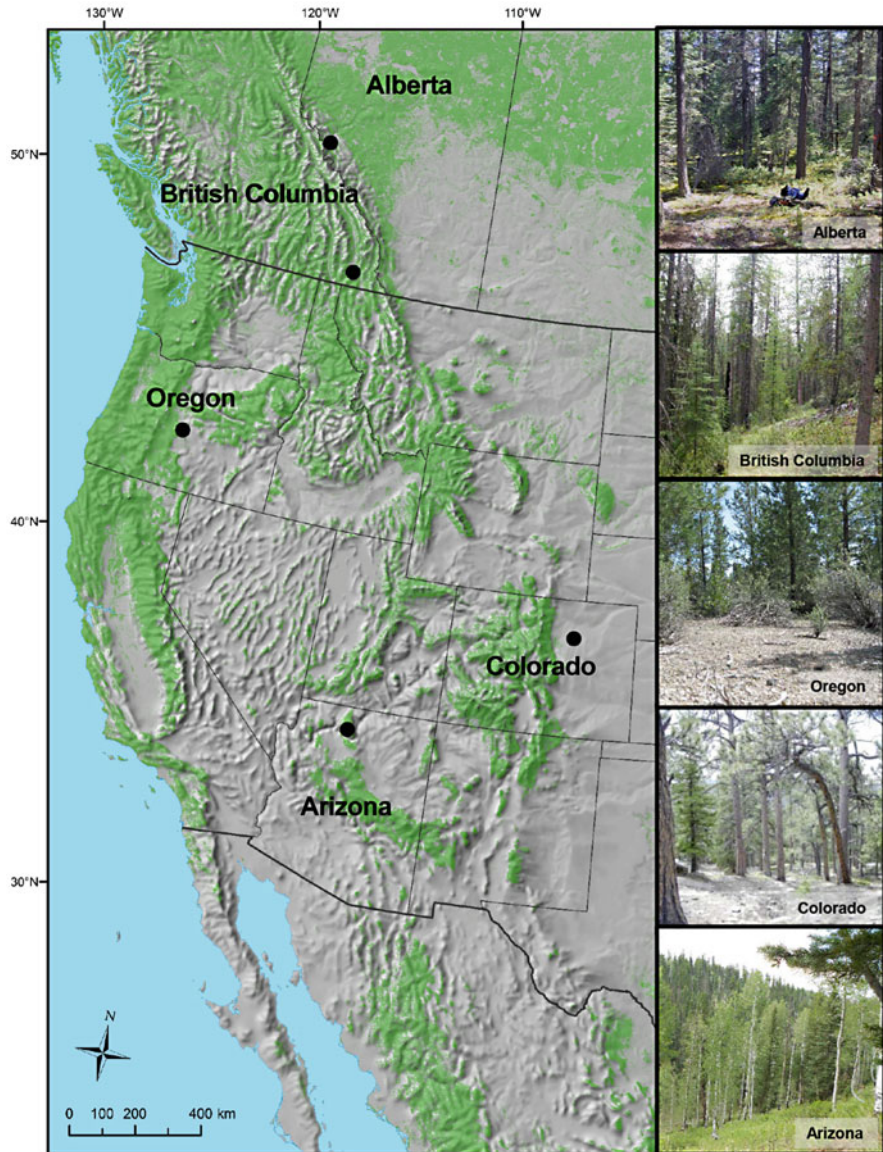 130°W
120°W
110°W
Alberta
50°N
British Columbia
Alberta
Oregon
British Columbia
40°N
Colorado
Oregon
Arizona
30°N
Colorado
N
0 100 200 400 km
Arizona